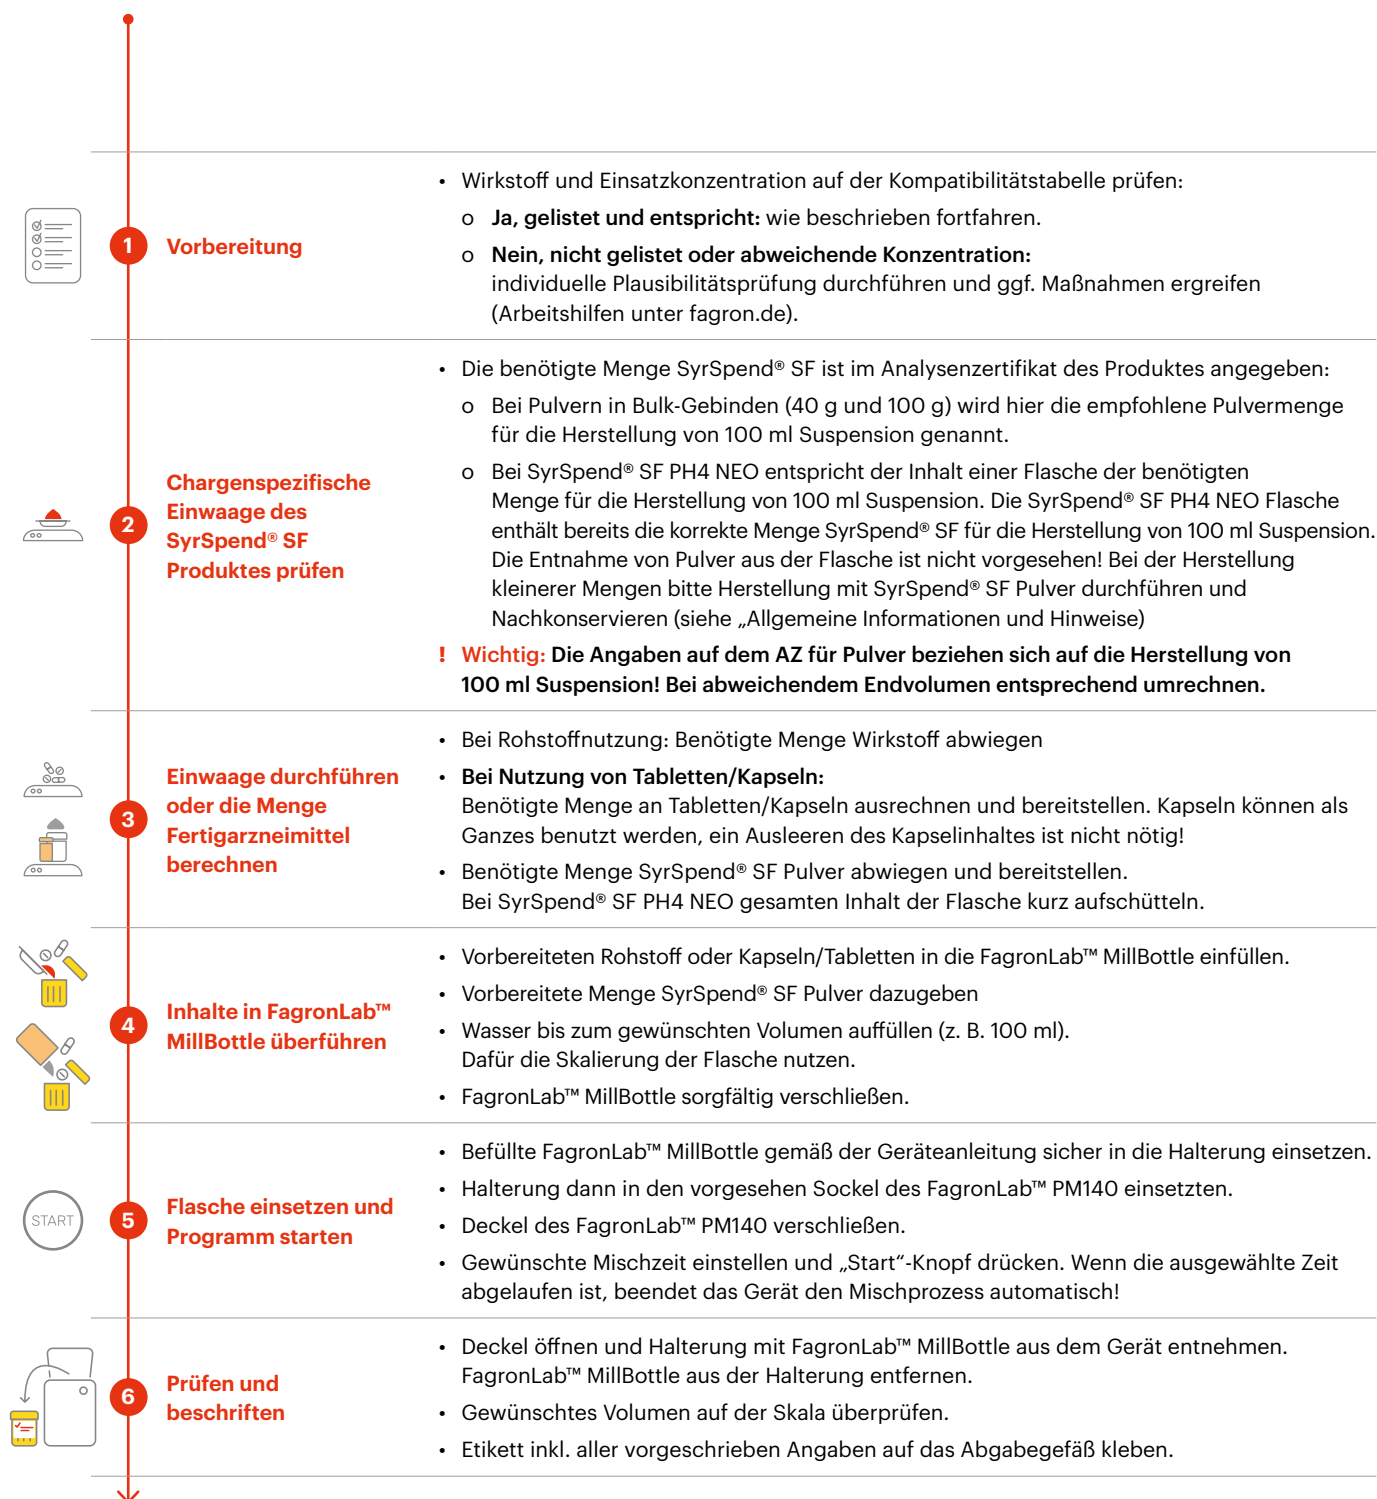 1
Vorbereitung
• Wirkstoff und Einsatzkonzentration auf der Kompatibilitätstabelle prüfen:
o Ja, gelistet und entspricht: wie beschrieben fortfahren.
o Nein, nicht gelistet oder abweichende Konzentration:
individuelle Plausibilitätsprüfung durchführen und ggf. Maßnahmen ergreifen
(Arbeitshilfen unter fagron.de).
2
Chargenspezifische
Einwaage des
SyrSpend® SF
Produktes prüfen
• Die benötigte Menge SyrSpend® SF ist im Analysenzertifikat des Produktes angegeben:
o Bei Pulvern in Bulk-Gebinden (40 g und 100 g) wird hier die empfohlene Pulvermenge
für die Herstellung von 100 ml Suspension genannt.
o Bei SyrSpend® SF PH4 NEO entspricht der Inhalt einer Flasche der benötigten
Menge für die Herstellung von 100 ml Suspension. Die SyrSpend® SF PH4 NEO Flasche
enthält bereits die korrekte Menge SyrSpend® SF für die Herstellung von 100 ml Suspension.
Die Entnahme von Pulver aus der Flasche ist nicht vorgesehen! Bei der Herstellung
kleinerer Mengen bitte Herstellung mit SyrSpend® SF Pulver durchführen und
Nachkonservieren (siehe „Allgemeine Informationen und Hinweise)
! Wichtig: Die Angaben auf dem AZ für Pulver beziehen sich auf die Herstellung von
100 ml Suspension! Bei abweichendem Endvolumen entsprechend umrechnen.
3
Einwaage durchführen
oder die Menge
Fertigarzneimittel
berechnen
• Bei Rohstoffnutzung: Benötigte Menge Wirkstoff abwiegen
• Bei Nutzung von Tabletten/Kapseln:
Benötigte Menge an Tabletten/Kapseln ausrechnen und bereitstellen. Kapseln können als
Ganzes benutzt werden, ein Ausleeren des Kapselinhaltes ist nicht nötig!
• Benötigte Menge SyrSpend® SF Pulver abwiegen und bereitstellen.
Bei SyrSpend® SF PH4 NEO gesamten Inhalt der Flasche kurz aufschütteln.
4
Inhalte in FagronLab™
MillBottle überführen
• Vorbereiteten Rohstoff oder Kapseln/Tabletten in die FagronLab™ MillBottle einfüllen.
• Vorbereitete Menge SyrSpend® SF Pulver dazugeben
• Wasser bis zum gewünschten Volumen auffüllen (z. B. 100 ml).
Dafür die Skalierung der Flasche nutzen.
• FagronLab™ MillBottle sorgfältig verschließen.
START
5
Flasche einsetzen und
Programm starten
• Befüllte FagronLab™ MillBottle gemäß der Geräteanleitung sicher in die Halterung einsetzen.
• Halterung dann in den vorgesehen Sockel des FagronLab™ PM140 einsetzten.
• Deckel des FagronLab™ PM140 verschließen.
• Gewünschte Mischzeit einstellen und „Start“-Knopf drücken. Wenn die ausgewählte Zeit
abgelaufen ist, beendet das Gerät den Mischprozess automatisch!
6
Prüfen und
beschriften
• Deckel öffnen und Halterung mit FagronLab™ MillBottle aus dem Gerät entnehmen.
FagronLab™ MillBottle aus der Halterung entfernen.
• Gewünschtes Volumen auf der Skala überprüfen.
• Etikett inkl. aller vorgeschrieben Angaben auf das Abgabegefäß kleben.